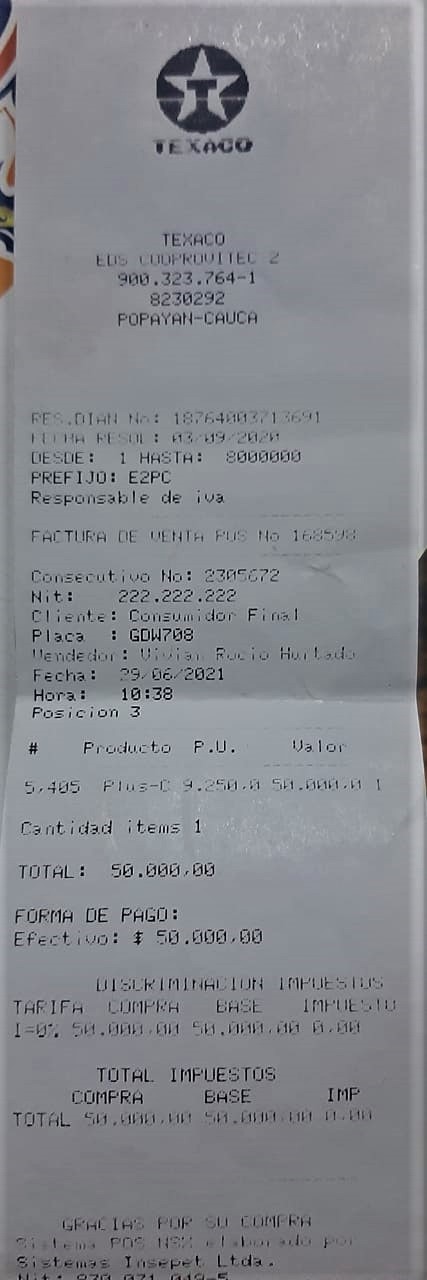 TEXACO
TEXACO
EDS COOPROVITEC 2
900.323.764-1
8230292
POPAYAN-CAUCA
RES.DIAN No: 18764003713691
FECHA RESOL: 03/09/2020
DESDE: 1 HASTA: 8000000
PREFIJO: E2PC
Responsable de iva
FACTURA DE VENTA POS No 168598
Consecutivo No: 2305672
Nit: 222.222.222
Cliente: Consumidor Final
Placa : GDW708
Vendedor: Vivian Rocio Hurtado
Fecha: 29/06/2021
Hora: 10:38
Posicion 3
# Producto P.U. Valor
5,405 Plus-C 9.250,0 50.000,0 1
Cantidad items 1
TOTAL: 50.000,00
FORMA DE PAGO:
Efectivo: $ 50.000,00
DISCRIMINACION IMPUESTOS
TARIFA COMPRA BASE IMPUESTO
I=0% 50.000,00 50.000,00 0,00
TOTAL IMPUESTOS
COMPRA BASE IMP
TOTAL 50.000,00 50.000,00 0,00
GRACIAS POR SU COMPRA
Sistema POS NSX elaborado por
Sistemas Insepet Ltda.
Nit: 830.071.049-5